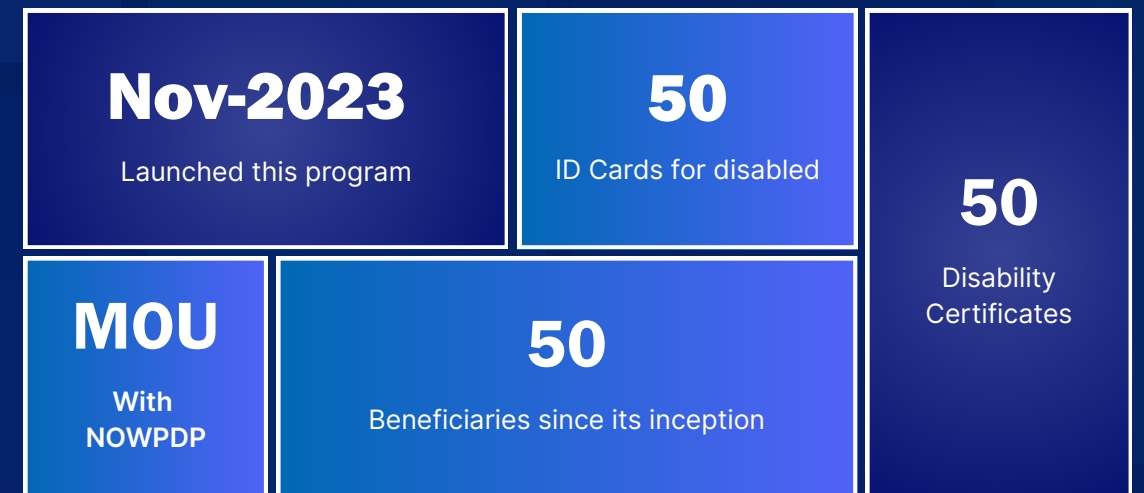 Nov-2023
Launched this program
50
ID Cards for disabled
50
Disability
Certificates
MOU
With
NOWPDP
50
Beneficiaries since its inception